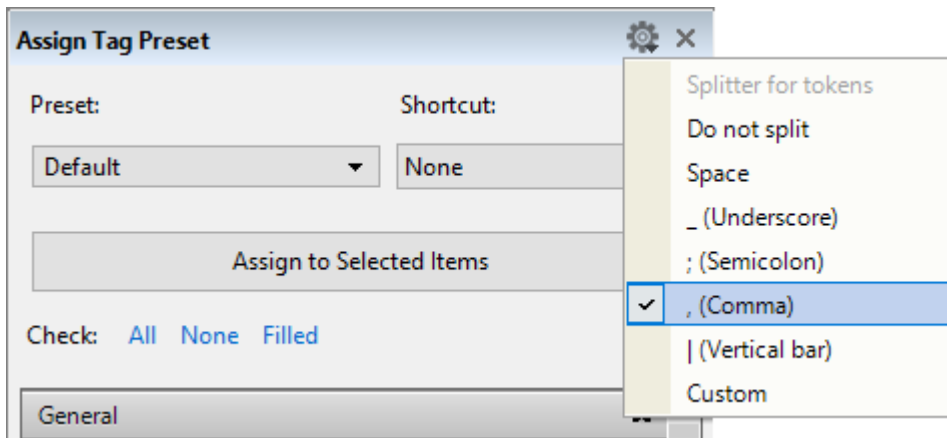 Assign Tag Preset
Preset:
Shortcut:
Default
None
Assign to Selected Items
Check: All None Filled
General
Splitter for tokens
Do not split
Space
_ (Underscore)
; (Semicolon)
, (Comma)
| (Vertical bar)
Custom